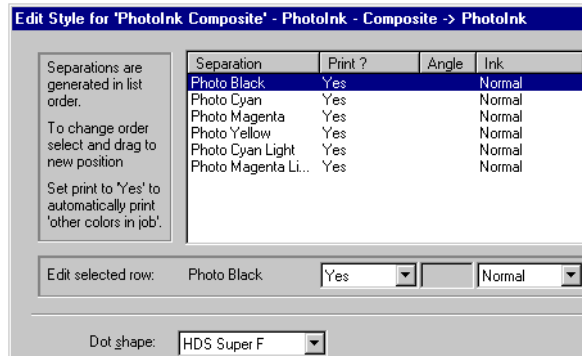 Edit Style for 'PhotoInk Composite' - PhotoInk - Composite -> PhotoInk
Separations are
generated in list
order.
To change order
select and drag to
new position
Set print to 'Yes' to
automatically print
'other colors in job'.
Separation Print ? Angle Ink
Photo Black Yes Normal
Photo Cyan Yes Normal
Photo Magenta Yes Normal
Photo Yellow Yes Normal
Photo Cyan Light Yes Normal
Photo Magenta Li... Yes Normal
Edit selected row: Photo Black Yes Normal
Dot shape: HDS Super F